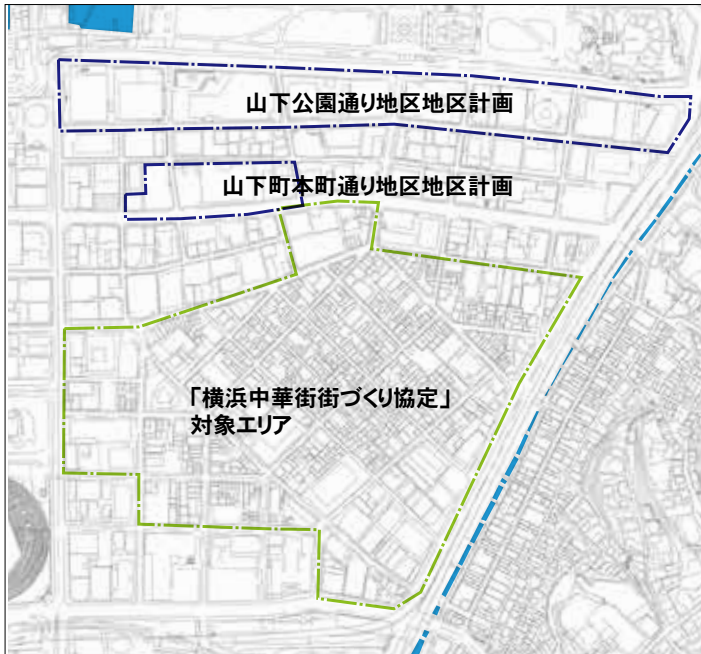 山下公園通り地区地区計画
山下町本町通り地区地区計画
「横浜中華街街づくり協定」
対象エリア